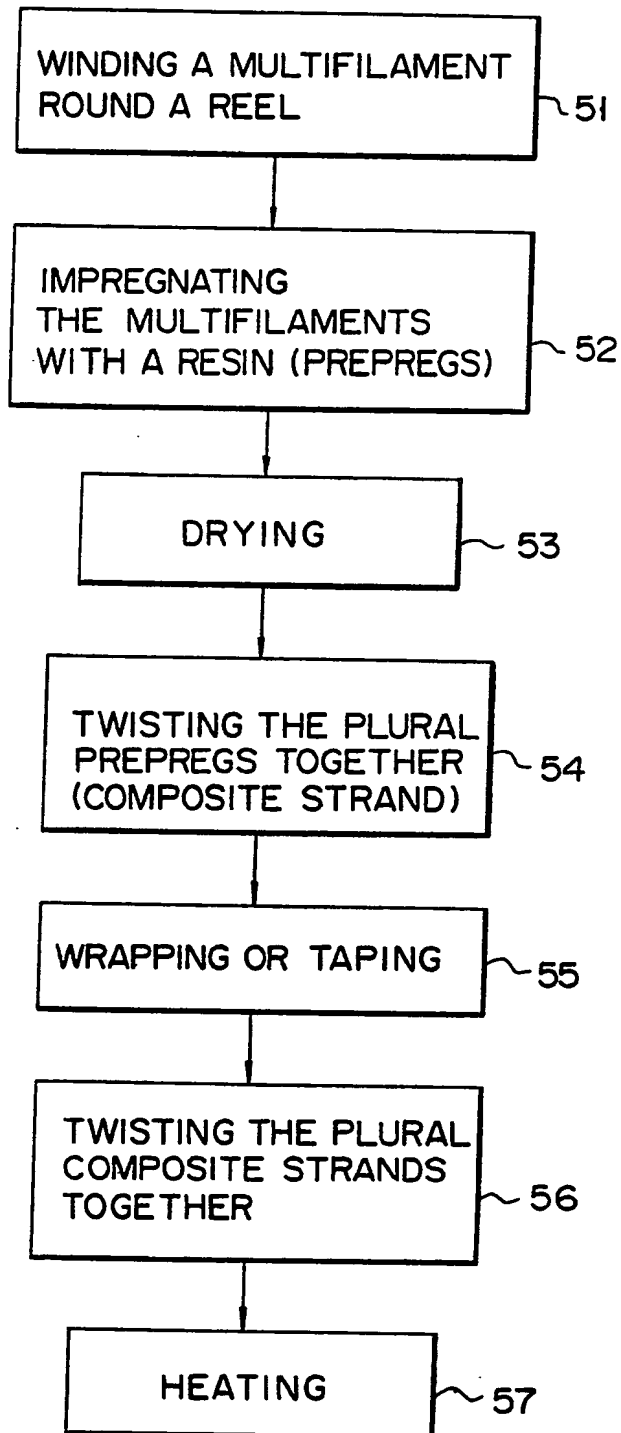 WINDING A MULTIFILAMENT
ROUND A REEL
51
IMPREGNATING
THE MULTIFILAMENTS
WITH A RESIN (PREPREGS)
52
DRYING
53
TWISTING THE PLURAL
PREPREGS TOGETHER
(COMPOSITE STRAND)
54
WRAPPING OR TAPING
55
TWISTING THE PLURAL
COMPOSITE STRANDS
TOGETHER
56
HEATING
57